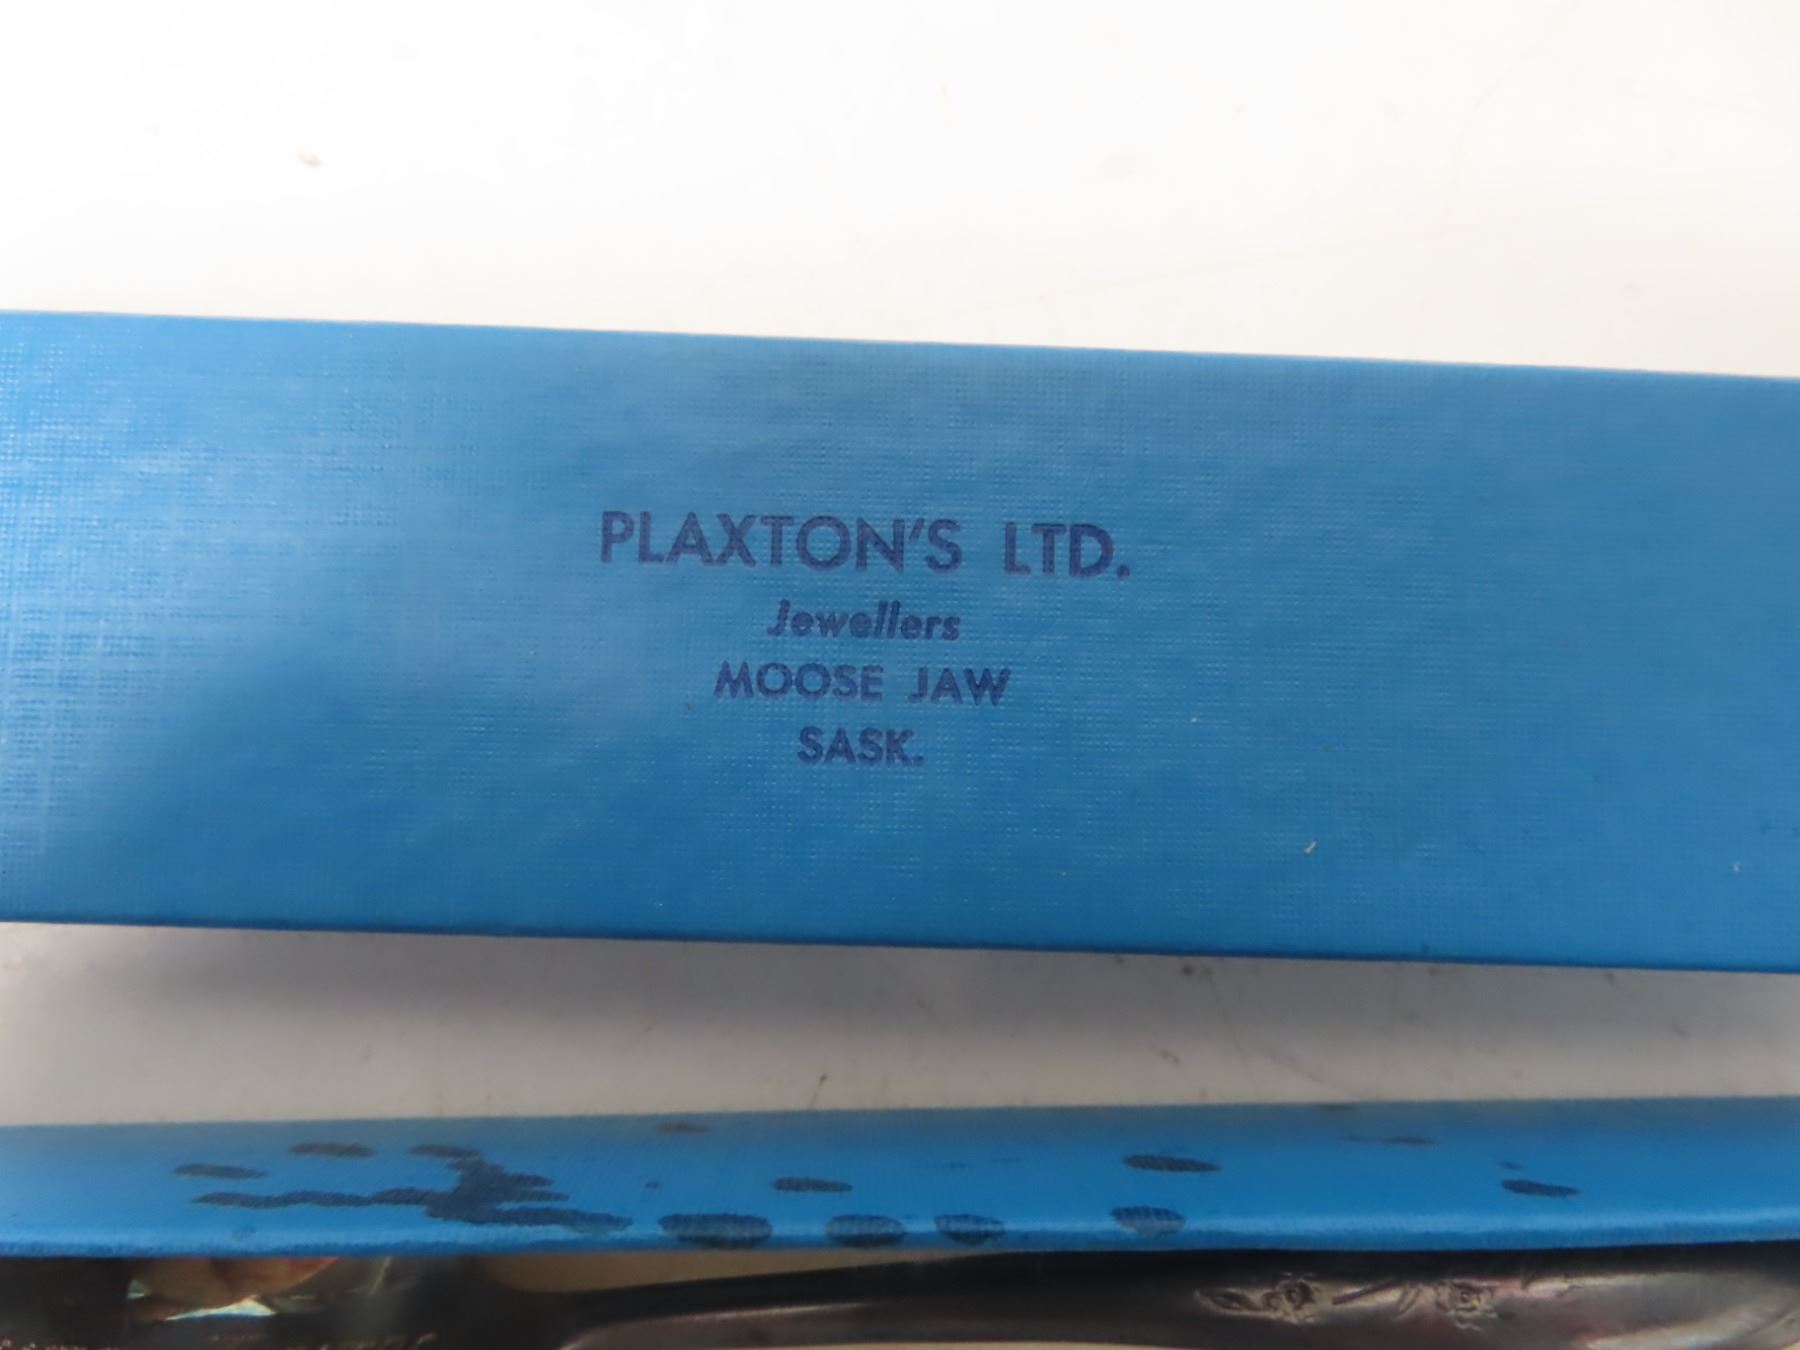 PLAXTON'S LTD.
Jewellers
MOOSE JAW
SASK.